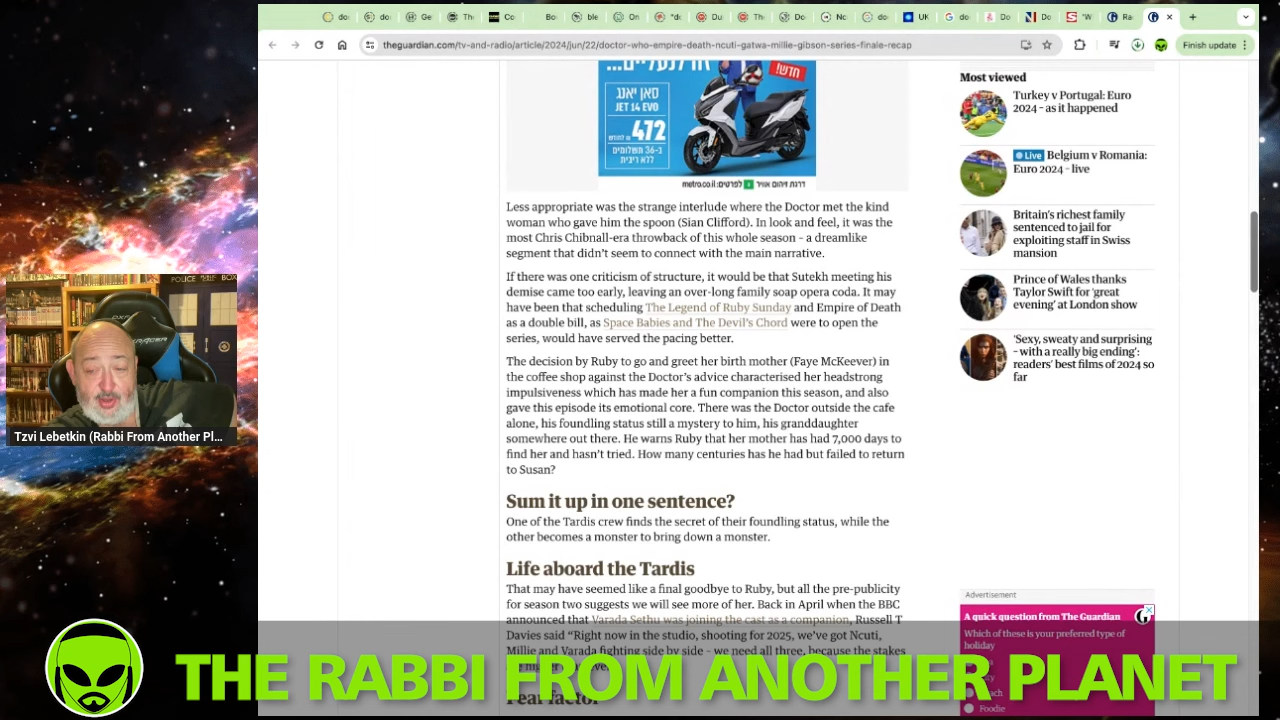 theguardian.com/tv-and-radio/article/2024/jun/22/doctor-who-empire-death-ncuti-gatwa-millie-gibson-series-finale-recap
Finish update
חדש!
סאן יאנג
JET 14 EVO
472
ב-36 תשלומים
ללא ריבית
metro.co.il לפרטים: דרגת זיהום אוויר
Less appropriate was the strange interlude where the Doctor met the kind
woman who gave him the spoon (Sian Clifford). In look and feel, it was the
most Chris Chibnall-era throwback of this whole season – a dreamlike
segment that didn't seem to connect with the main narrative.
If there was one criticism of structure, it would be that Sutekh meeting his
demise came too early, leaving an over-long family soap opera coda. It may
have been that scheduling The Legend of Ruby Sunday and Empire of Death
as a double bill, as Space Babies and The Devil's Chord were to open the
series, would have served the pacing better.
The decision by Ruby to go and greet her birth mother (Faye McKeever) in
the coffee shop against the Doctor's advice characterised her headstrong
impulsiveness which has made her a fun companion this season, and also
gave this episode its emotional core. There was the Doctor outside the cafe
alone, his foundling status still a mystery to him, his granddaughter
somewhere out there. He warns Ruby that her mother has had 7,000 days to
find her and hasn't tried. How many centuries has he had but failed to return
to Susan?
Sum it up in one sentence?
One of the Tardis crew finds the secret of their foundling status, while the
other becomes a monster to bring down a monster.
Life aboard the Tardis
That may have seemed like a final goodbye to Ruby, but all the pre-publicity
for season two suggests we will see more of her. Back in April when the BBC
announced that Varada Sethu was joining the cast as a companion, Russell T
Davies said "Right now in the studio, shooting for 2025, we've got Ncuti,
Millie and Varada fighting side by side – we need all three, because the stakes
Fear factor
Most viewed
Turkey v Portugal: Euro
2024 – as it happened
Live Belgium v Romania:
Euro 2024 – live
Britain's richest family
sentenced to jail for
exploiting staff in Swiss
mansion
Prince of Wales thanks
Taylor Swift for 'great
evening' at London show
'Sexy, sweaty and surprising
– with a really big ending':
readers' best films of 2024 so
far
Advertisement
A quick question from The Guardian
Which of these is your preferred type of
holiday
Foodie
POLICE BOX
Tzvi Lebetkin (Rabbi From Another Pl...
THE RABBI FROM ANOTHER PLANET